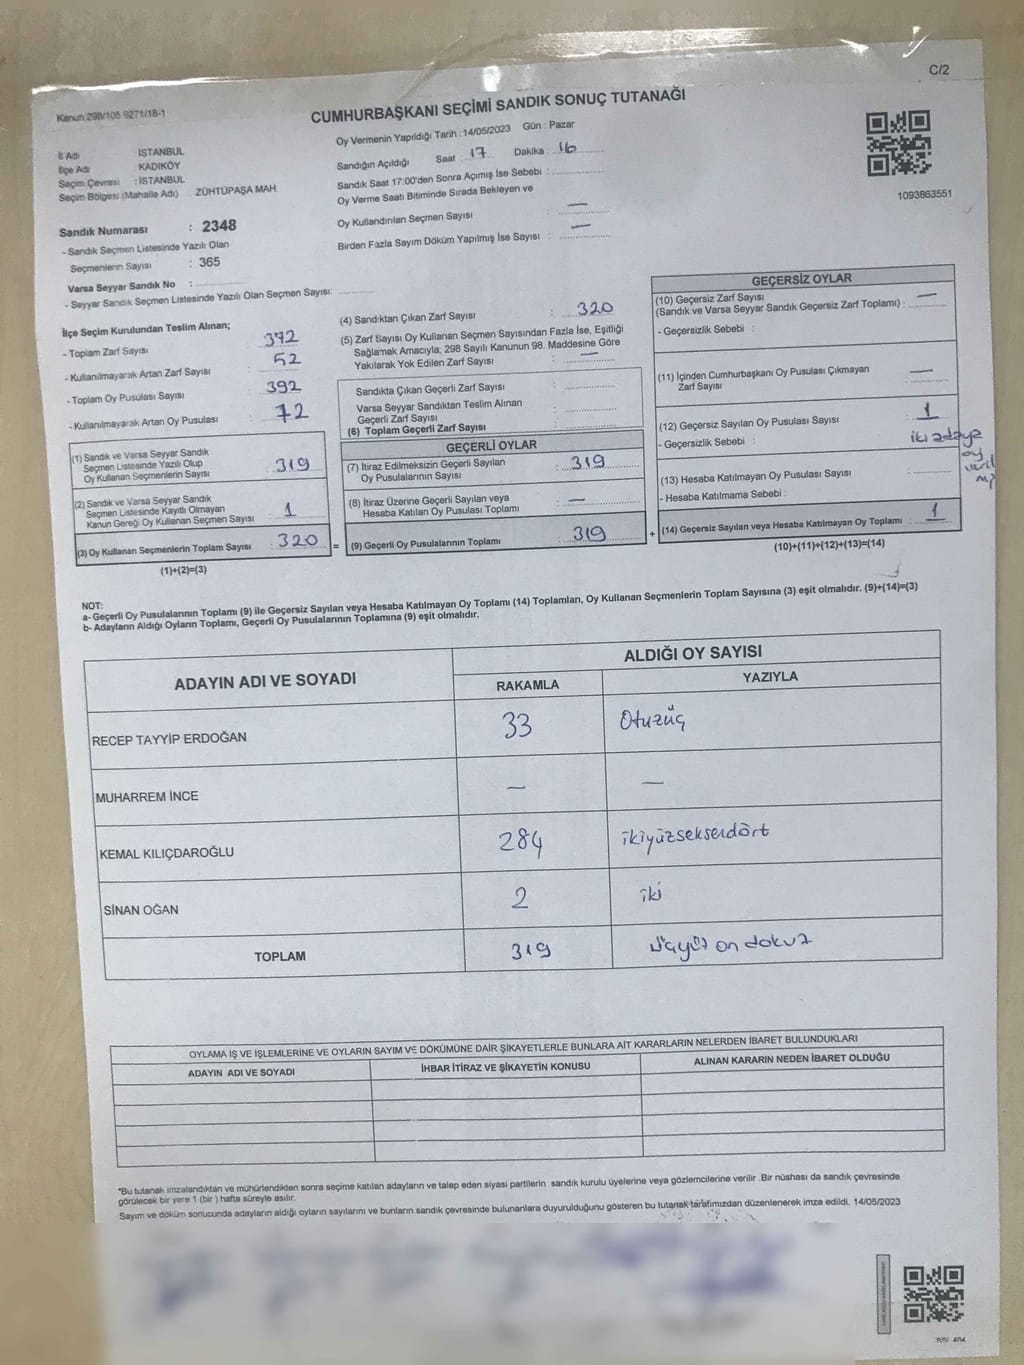 C/2
Kanun:298/105 6271/18-1
CUMHURBAŞKANI SEÇİMİ SANDIK SONUÇ TUTANAĞI
Oy Vermenin Yapıldığı Tarih : 14/05/2023 Gün : Pazar
İl Adı İSTANBUL
İlçe Adı KADIKÖY
Seçim Çevresi : İSTANBUL
Seçim Bölgesi (Mahalle Adı) ZÜHTÜPAŞA MAH.
Sandığın Açıldığı Saat 17 Dakika 16
Sandık Saat 17:00'den Sonra Açımış İse Sebebi :
Oy Verme Saati Bitiminde Sırada Bekleyen ve
Oy Kullandırılan Seçmen Sayısı : —
Birden Fazla Sayım Döküm Yapılmış İse Sayısı : —
1093863551
Sandık Numarası : 2348
- Sandık Seçmen Listesinde Yazılı Olan
Seçmenlerin Sayısı : 365
Varsa Seyyar Sandık No :
- Seyyar Sandık Seçmen Listesinde Yazılı Olan Seçmen Sayısı:
İlçe Seçim Kurulundan Teslim Alınan;
- Toplam Zarf Sayısı 372
- Kullanılmayarak Artan Zarf Sayısı 52
- Toplam Oy Pusulası Sayısı 392
- Kullanılmayarak Artan Oy Pusulası 72
(1) Sandık ve Varsa Seyyar Sandık
Seçmen Listesinde Yazılı Olup
Oy Kullanan Seçmenlerin Sayısı : 319
(2) Sandık ve Varsa Seyyar Sandık
Seçmen Listesinde Kayıtlı Olmayan
Kanun Gereği Oy Kullanan Seçmen Sayısı : 1
(3) Oy Kullanan Seçmenlerin Toplam Sayısı : 320 =
(1)+(2)=(3)
(4) Sandıktan Çıkan Zarf Sayısı : 320
(5) Zarf Sayısı Oy Kullanan Seçmen Sayısından Fazla İse, Eşitliği
Sağlamak Amacıyla; 298 Sayılı Kanunun 98. Maddesine Göre
Yakılarak Yok Edilen Zarf Sayısı : —
Sandıkta Çıkan Geçerli Zarf Sayısı :
Varsa Seyyar Sandıktan Teslim Alınan
Geçerli Zarf Sayısı :
(6) Toplam Geçerli Zarf Sayısı :
GEÇERLİ OYLAR
(7) İtiraz Edilmeksizin Geçerli Sayılan
Oy Pusulalarının Sayısı : 319
(8) İtiraz Üzerine Geçerli Sayılan veya
Hesaba Katılan Oy Pusulası Toplamı : —
(9) Geçerli Oy Pusulalarının Toplamı : 319 +
GEÇERSİZ OYLAR
(10) Geçersiz Zarf Sayısı
(Sandık ve Varsa Seyyar Sandık Geçersiz Zarf Toplamı) : —
- Geçersizlik Sebebi :
(11) İçinden Cumhurbaşkanı Oy Pusulası Çıkmayan
Zarf Sayısı : —
(12) Geçersiz Sayılan Oy Pusulası Sayısı : 1
- Geçersizlik Sebebi : iki adaya
oy
(13) Hesaba Katılmayan Oy Pusulası Sayısı :
- Hesaba Katılmama Sebebi :
(14) Geçersiz Sayılan veya Hesaba Katılmayan Oy Toplamı : 1
(10)+(11)+(12)+(13)=(14)
NOT:
a- Geçerli Oy Pusulalarının Toplamı (9) ile Geçersiz Sayılan veya Hesaba Katılmayan Oy Toplamı (14) Toplamları, Oy Kullanan Seçmenlerin Toplam Sayısına (3) eşit olmalıdır. (9)+(14)=(3)
b- Adayların Aldığı Oyların Toplamı, Geçerli Oy Pusulalarının Toplamına (9) eşit olmalıdır.
ADAYIN ADI VE SOYADI ALDIĞI OY SAYISI
RAKAMLA YAZIYLA
RECEP TAYYİP ERDOĞAN 33 Otuzüç
MUHARREM İNCE — —
KEMAL KILIÇDAROĞLU 284 ikiyüzseksendört
SİNAN OĞAN 2 iki
TOPLAM 319 üçyüz on dokuz
OYLAMA İŞ VE İŞLEMLERİNE VE OYLARIN SAYIM VE DÖKÜMÜNE DAİR ŞİKAYETLERLE BUNLARA AİT KARARLARIN NELERDEN İBARET BULUNDUKLARI
ADAYIN ADI VE SOYADI İHBAR İTİRAZ VE ŞİKAYETİN KONUSU ALINAN KARARIN NEDEN İBARET OLDUĞU
*Bu tutanak imzalandıktan ve mühürlendikten sonra seçime katılan adayların ve talep eden siyasi partilerin sandık kurulu üyelerine veya gözlemcilerine verilir .Bir nüshası da sandık çevresinde
görülecek bir yere 1 (bir ) hafta süreyle asılır.
Sayım ve döküm sonucunda adayların aldığı oyların sayılarını ve bunların sandık çevresinde bulunanlara duyurulduğunu gösteren bu tutanak tarafımızdan düzenlenerek imza edildi. 14/05/2023